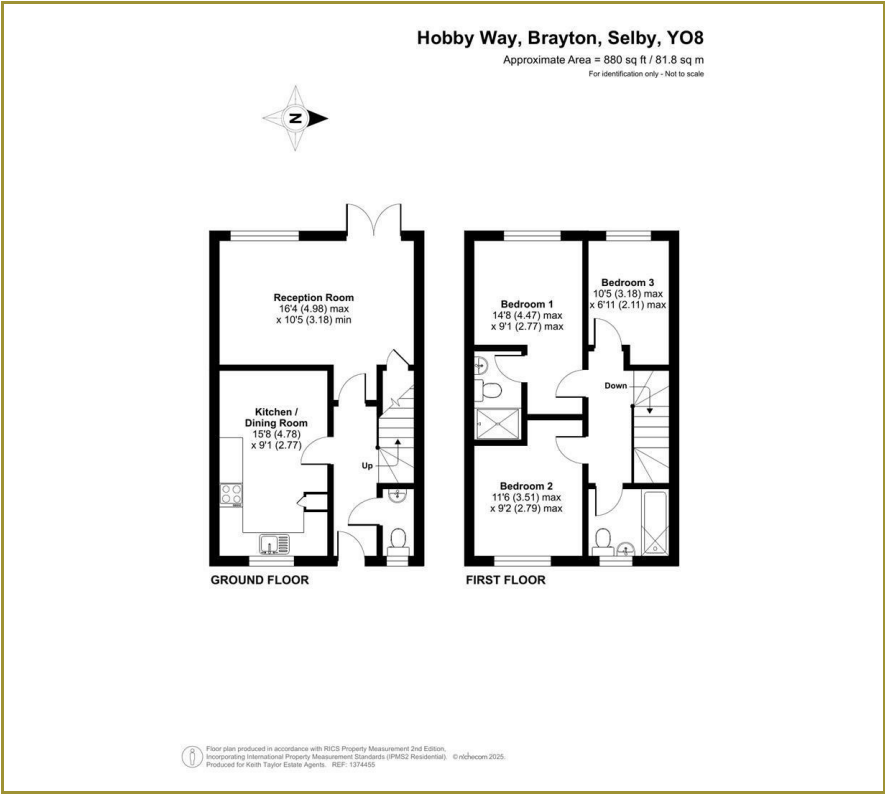 Hobby Way, Brayton, Selby, YO8
Approximate Area = 880 sq ft / 81.8 sq m
For identification only - Not to scale
N
Reception Room
16'4 (4.98) max
x 10'5 (3.18) min
Kitchen /
Dining Room
15'8 (4.78)
x 9'1 (2.77)
Up
GROUND FLOOR
Bedroom 1
14'8 (4.47) max
x 9'1 (2.77) max
Bedroom 3
10'5 (3.18) max
x 6'11 (2.11) max
Down
Bedroom 2
11'6 (3.51) max
x 9'2 (2.79) max
FIRST FLOOR
Floor plan produced in accordance with RICS Property Measurement 2nd Edition,
Incorporating International Property Measurement Standards (IPMS2 Residential). © nichecom 2025.
Produced for Keith Taylor Estate Agents. REF: 1374455